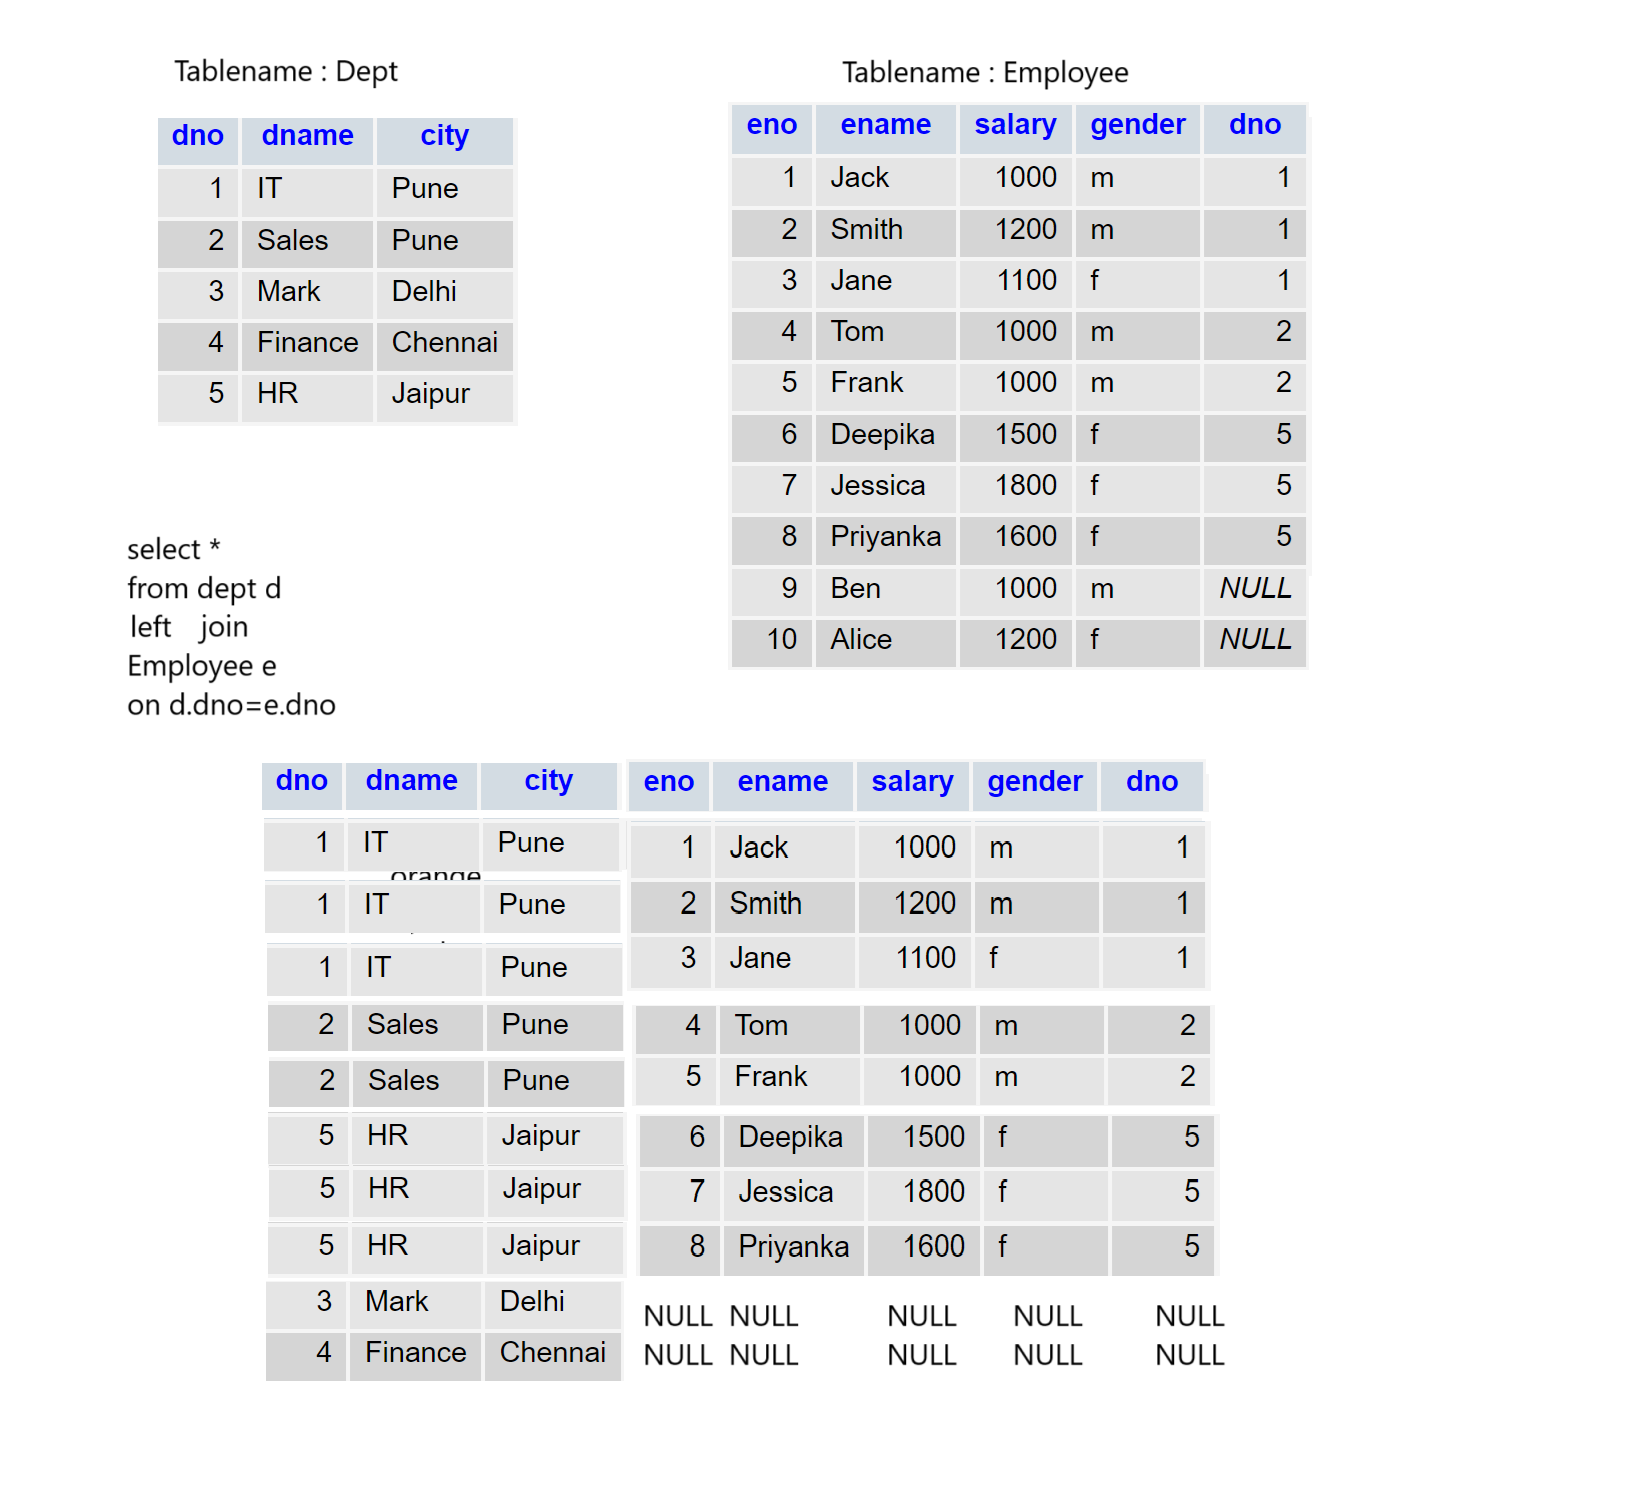 Tablename : Dept
Tablename : Employee
dno dname city
1 IT Pune
2 Sales Pune
3 Mark Delhi
4 Finance Chennai
5 HR Jaipur
eno ename salary gender dno
1 Jack 1000 m 1
2 Smith 1200 m 1
3 Jane 1100 f 1
4 Tom 1000 m 2
5 Frank 1000 m 2
6 Deepika 1500 f 5
7 Jessica 1800 f 5
8 Priyanka 1600 f 5
9 Ben 1000 m NULL
10 Alice 1200 f NULL
select *
from dept d
left join
Employee e
on d.dno=e.dno
dno dname city eno ename salary gender dno
1 IT Pune 1 Jack 1000 m 1
orange
1 IT Pune 2 Smith 1200 m 1
1 IT Pune 3 Jane 1100 f 1
2 Sales Pune 4 Tom 1000 m 2
2 Sales Pune 5 Frank 1000 m 2
5 HR Jaipur 6 Deepika 1500 f 5
5 HR Jaipur 7 Jessica 1800 f 5
5 HR Jaipur 8 Priyanka 1600 f 5
3 Mark Delhi NULL NULL NULL NULL NULL
4 Finance Chennai NULL NULL NULL NULL NULL